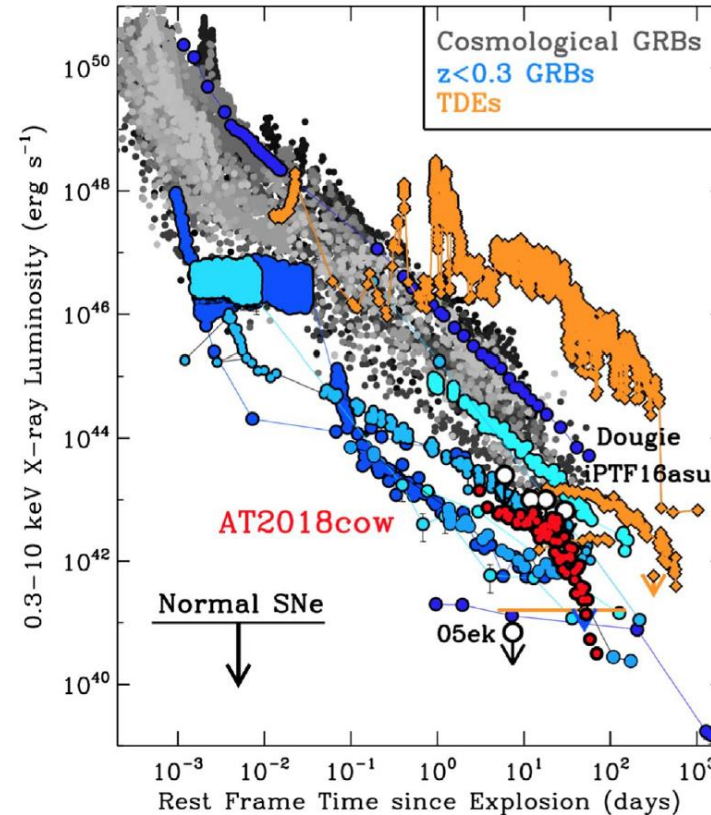 Cosmological GRBs
z<0.3 GRBs
TDEs
10^50
10^48
10^46
10^44
10^42
10^40
0.3-10 keV X-ray Luminosity (erg s^-1)
Dougie
iPTF16asu
AT2018cow
Normal SNe
05ek
10^-3 10^-2 10^-1 10^0 10^1 10^2 10^3
Rest Frame Time since Explosion (days)